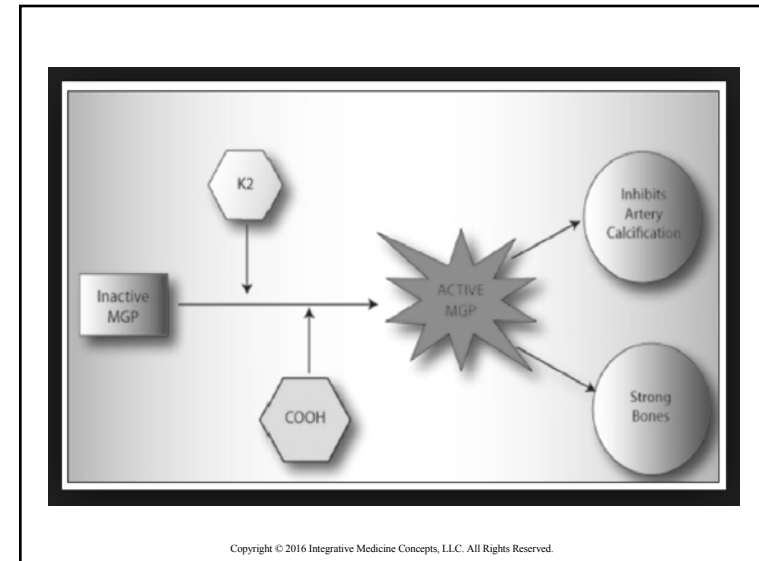 K2
Inactive
MGP
COOH
ACTIVE
MGP
Inhibits
Artery
Calcification
Strong
Bones
Copyright © 2016 Integrative Medicine Concepts, LLC. All Rights Reserved.